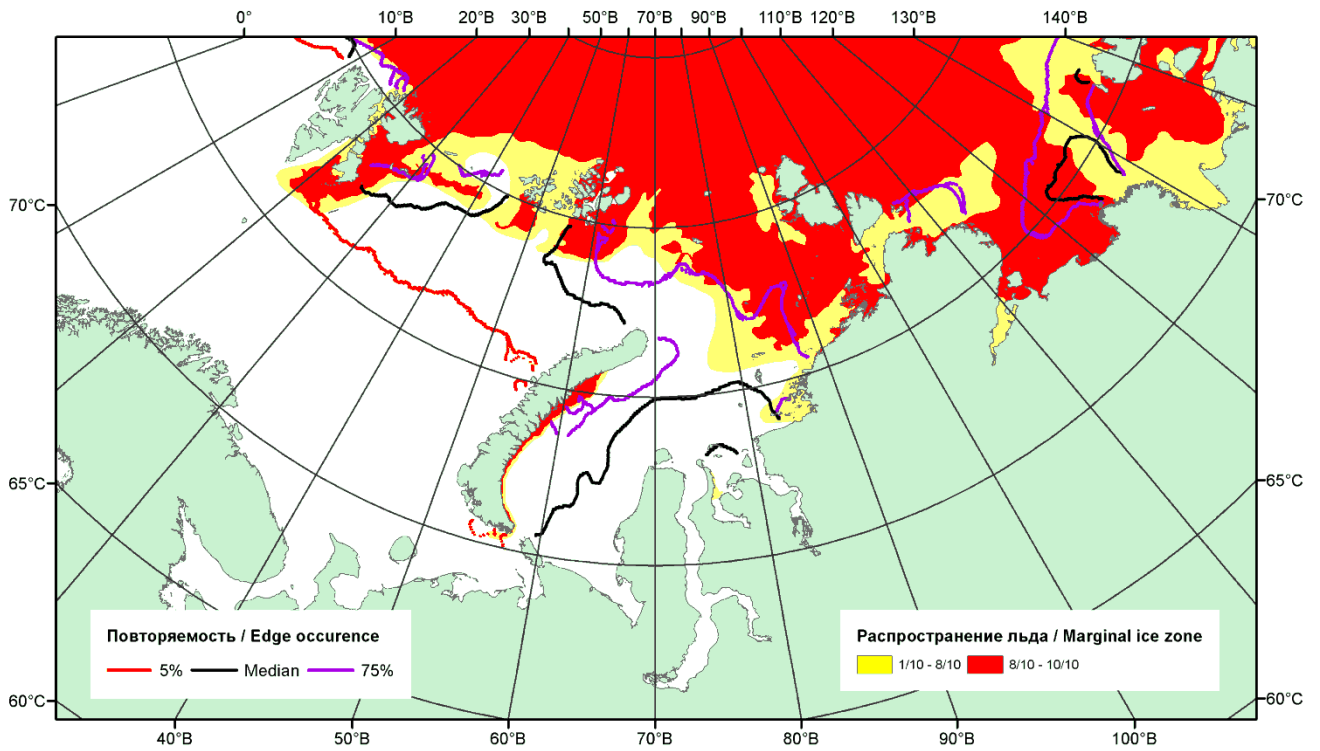 0° 10°В 20°В 30°В 50°В 70°В 90°В 110°В 120°В 130°В 140°В
70°С 70°С
65°С 65°С
Повторяемость / Edge occurence
5% Median 75%
Распространение льда / Marginal ice zone
1/10 - 8/10 8/10 - 10/10
60°С 60°С
40°В 50°В 60°В 70°В 80°В 90°В 100°В